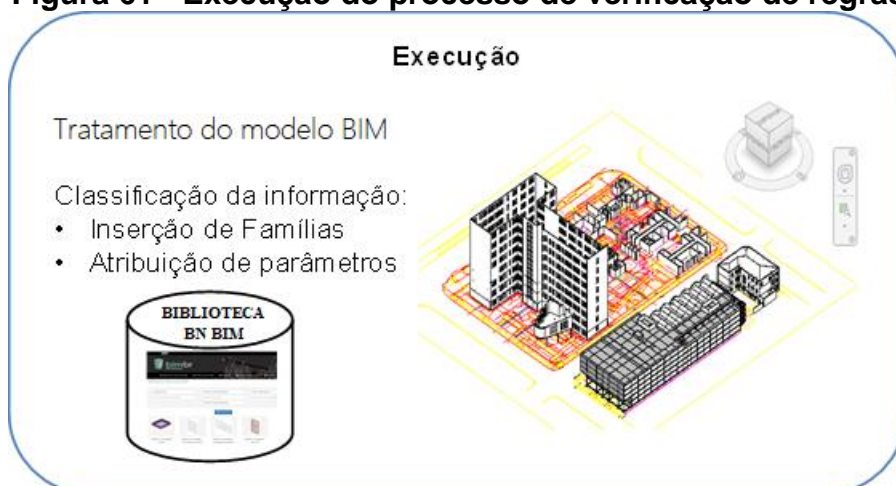 Execução
Tratamento do modelo BIM
Classificação da informação:
• Inserção de Famílias
• Atribuição de parâmetros
BIBLIOTECA
BN BIM